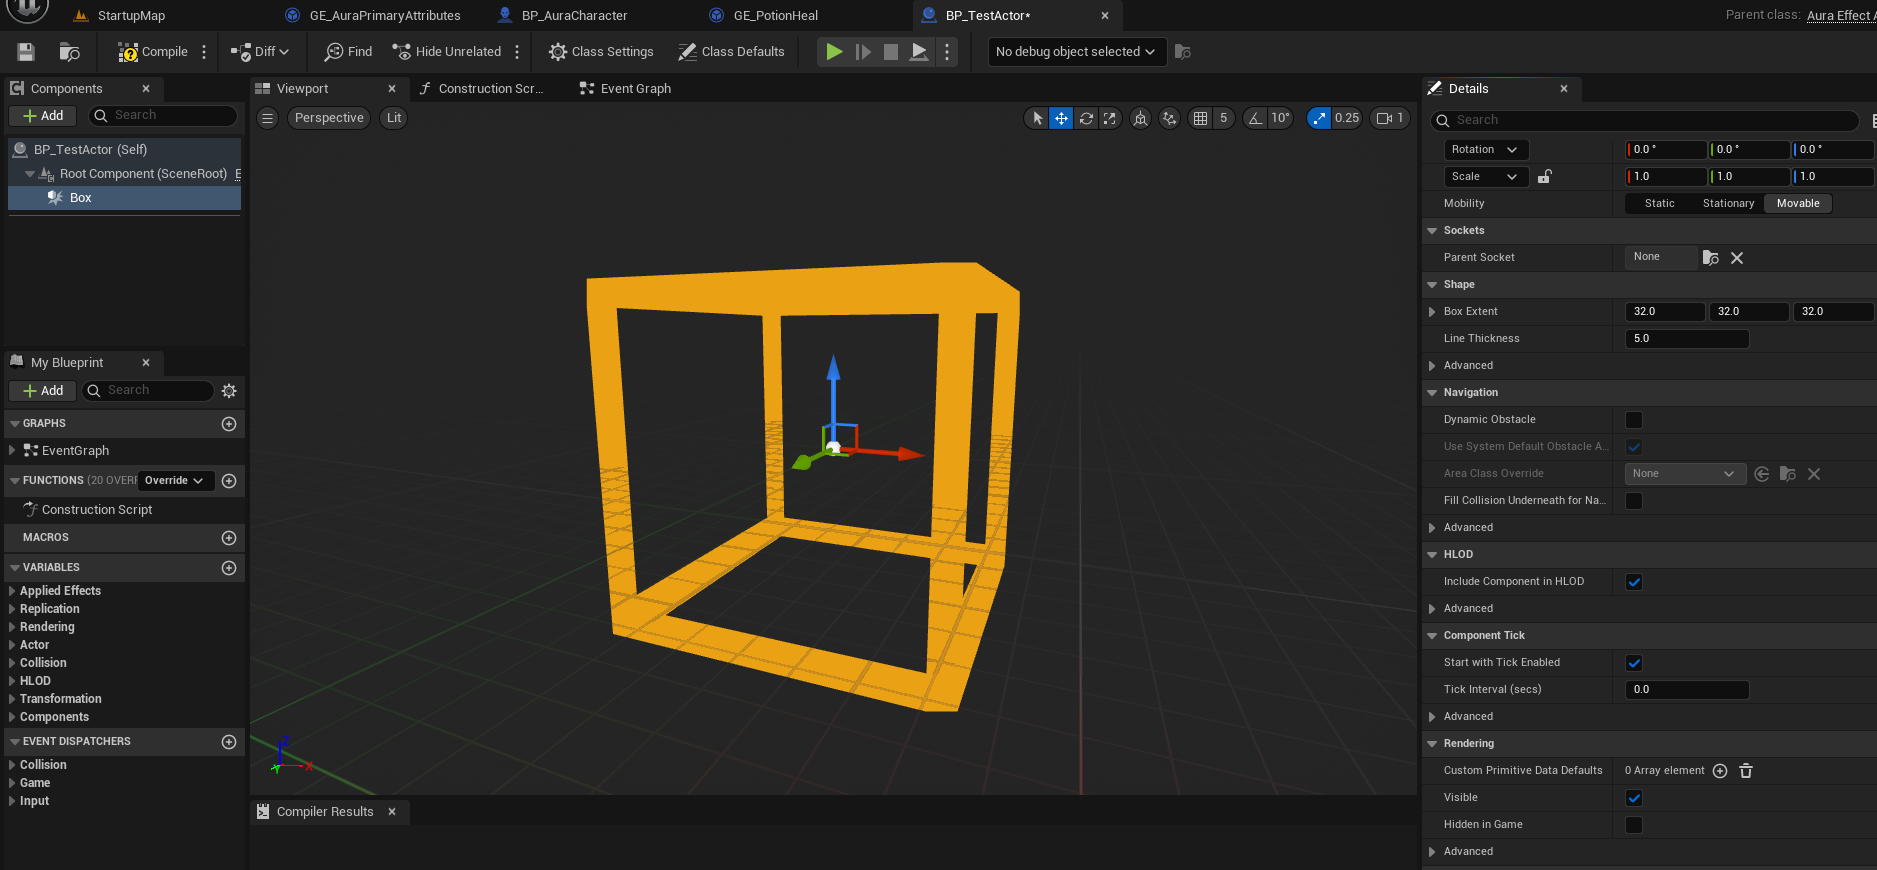 StartupMap
GE_AuraPrimaryAttributes
BP_AuraCharacter
GE_PotionHeal
BP_TestActor*
Parent class: Aura Effect A
Compile
Diff
Find
Hide Unrelated
Class Settings
Class Defaults
No debug object selected
Components
Add
Search
BP_TestActor (Self)
Root Component (SceneRoot) E
Box
My Blueprint
Add
Search
GRAPHS
EventGraph
FUNCTIONS (20 OVERR
Override
Construction Script
MACROS
VARIABLES
Applied Effects
Replication
Rendering
Actor
Collision
HLOD
Transformation
Components
EVENT DISPATCHERS
Collision
Game
Input
Viewport
Construction Scr...
Event Graph
Perspective
Lit
5
10°
0.25
1
Z
X
Y
Compiler Results
Details
Search
Rotation 0.0 ° 0.0 ° 0.0 °
Scale 1.0 1.0 1.0
Mobility Static Stationary Movable
Sockets
Parent Socket None
Shape
Box Extent 32.0 32.0 32.0
Line Thickness 5.0
Advanced
Navigation
Dynamic Obstacle
Use System Default Obstacle A...
Area Class Override None
Fill Collision Underneath for Na...
Advanced
HLOD
Include Component in HLOD
Advanced
Component Tick
Start with Tick Enabled
Tick Interval (secs) 0.0
Advanced
Rendering
Custom Primitive Data Defaults 0 Array element
Visible
Hidden in Game
Advanced